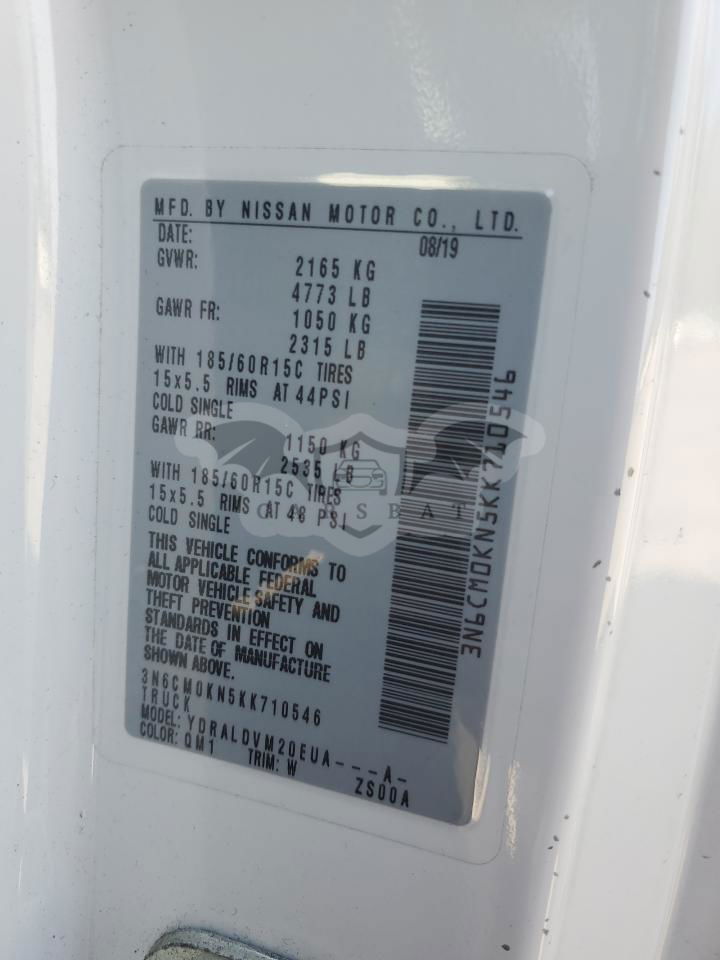 MFD. BY NISSAN MOTOR CO., LTD.
DATE: 08/19
GVWR: 2165 KG
4773 LB
GAWR FR: 1050 KG
2315 LB
WITH 185/60R15C TIRES
15x5.5 RIMS AT 44PSI
COLD SINGLE
GAWR RR: 1150 KG
2535 LB
WITH 185/60R15C TIRES
15x5.5 RIMS AT 48 PSI
COLD SINGLE
THIS VEHICLE CONFORMS TO
ALL APPLICABLE FEDERAL
MOTOR VEHICLE SAFETY AND
THEFT PREVENTION
STANDARDS IN EFFECT ON
THE DATE OF MANUFACTURE
SHOWN ABOVE.
3N6CM0KN5KK710546
TRUCK
MODEL: YDRALDVM20EUA---A-
COLOR: QM1 TRIM: W ZS00A
3N6CM0KN5KK710546
CARSBAT